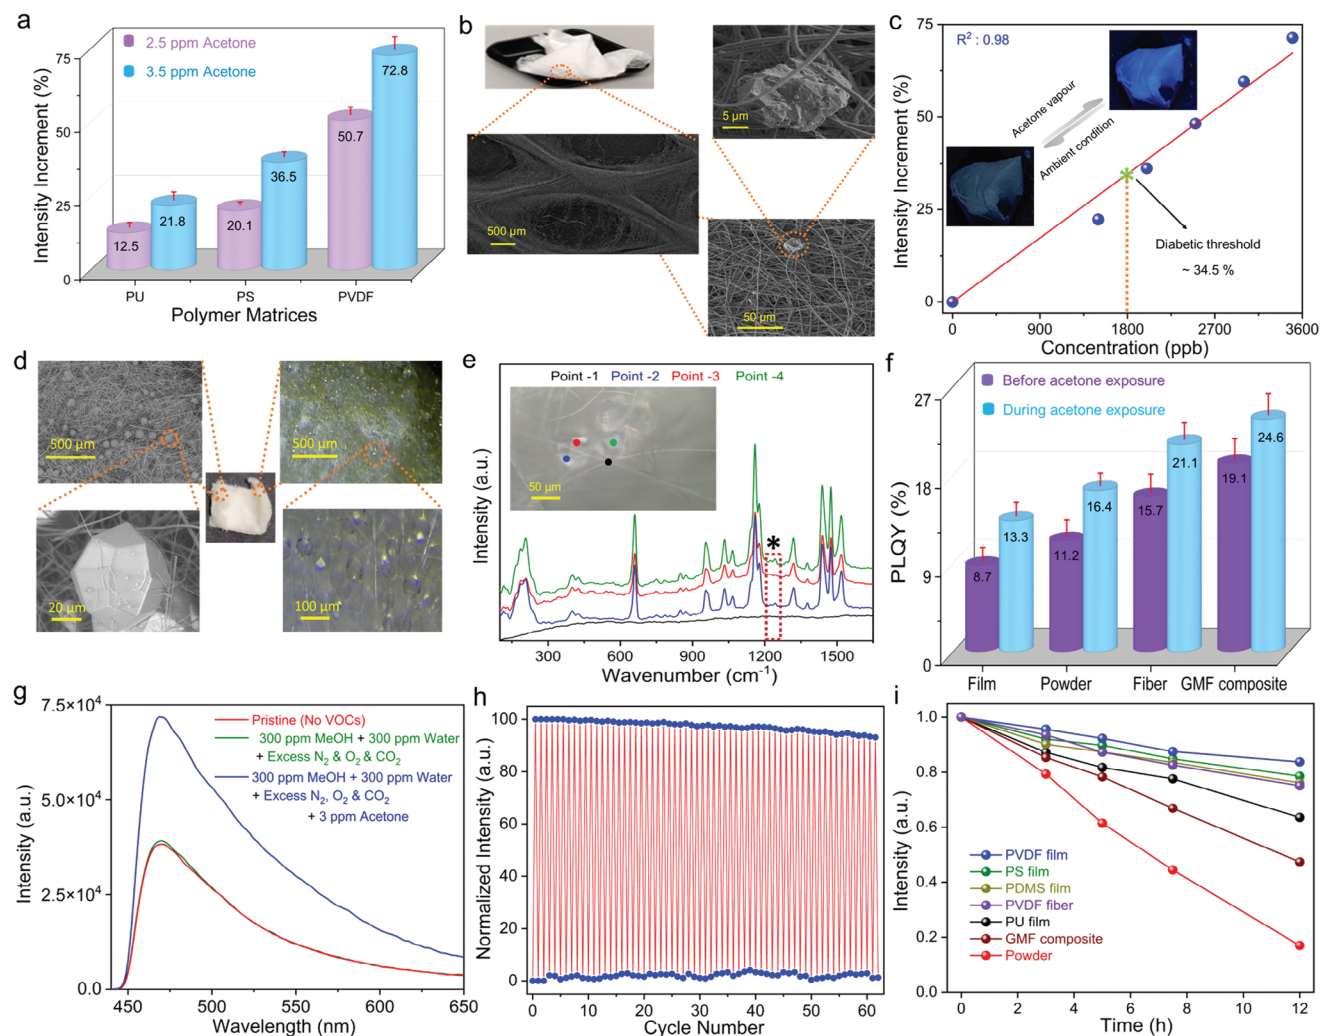 a
2.5 ppm Acetone
3.5 ppm Acetone
Intensity Increment (%)
75
50
25
0
12.5
21.8
20.1
36.5
50.7
72.8
PU
PS
PVDF
Polymer Matrices
b
5 µm
500 µm
50 µm
c
R² : 0.98
Intensity Increment (%)
75
50
25
0
Acetone vapour
Ambient condition
Diabetic threshold
~ 34.5 %
0
900
1800
2700
3600
Concentration (ppb)
d
500 µm
500 µm
20 µm
100 µm
e
Point -1 Point -2 Point -3 Point -4
50 µm
*
Intensity (a.u.)
300
600
900
1200
1500
Wavenumber (cm⁻¹)
f
Before acetone exposure
During acetone exposure
PLQY (%)
27
18
9
0
8.7
13.3
11.2
16.4
15.7
21.1
19.1
24.6
Film
Powder
Fiber
GMF composite
g
Pristine (No VOCs)
300 ppm MeOH + 300 ppm Water
+ Excess N₂ & O₂ & CO₂
300 ppm MeOH + 300 ppm Water
+ Excess N₂, O₂ & CO₂
+ 3 ppm Acetone
Intensity (a.u.)
7.5×10⁴
5.0×10⁴
2.5×10⁴
0.0
450
500
550
600
650
Wavelength (nm)
h
Normalized Intensity (a.u.)
100
80
60
40
20
0
0
10
20
30
40
50
60
Cycle Number
i
Intensity (a.u.)
1.0
0.8
0.6
0.4
0.2
0.0
PVDF film
PS film
PDMS film
PVDF fiber
PU film
GMF composite
Powder
0
2
4
6
8
10
12
Time (h)